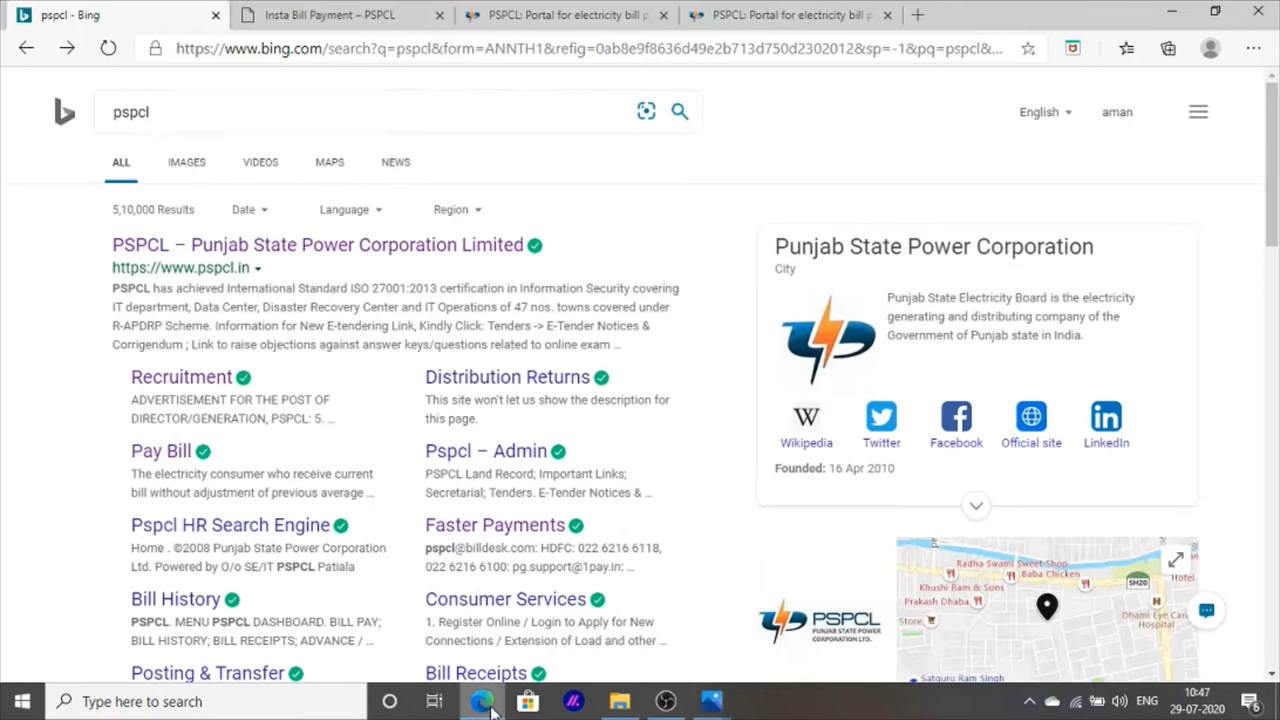 pspcl - Bing
Insta Bill Payment – PSPCL
PSPCL: Portal for electricity bill p
PSPCL: Portal for electricity bill p
https://www.bing.com/search?q=pspcl&form=ANNTH1&refig=0ab8e9f8636d49e2b713d750d2302012&sp=-1&pq=pspcl&...
pspcl
English
aman
ALL
IMAGES
VIDEOS
MAPS
NEWS
5,10,000 Results
Date
Language
Region
PSPCL – Punjab State Power Corporation Limited
https://www.pspcl.in
PSPCL has achieved International Standard ISO 27001:2013 certification in Information Security covering
IT department, Data Center, Disaster Recovery Center and IT Operations of 47 nos. towns covered under
R-APDRP Scheme. Information for New E-tendering Link, Kindly Click: Tenders -> E-Tender Notices &
Corrigendum ; Link to raise objections against answer keys/questions related to online exam ...
Recruitment
ADVERTISEMENT FOR THE POST OF
DIRECTOR/GENERATION, PSPCL: 5. ...
Distribution Returns
This site won't let us show the description for
this page.
Pay Bill
The electricity consumer who receive current
bill without adjustment of previous average ...
Pspcl – Admin
PSPCL Land Record; Important Links;
Secretarial; Tenders. E-Tender Notices & ...
Pspcl HR Search Engine
Home . ©2008 Punjab State Power Corporation
Ltd. Powered by O/o SE/IT PSPCL Patiala
Faster Payments
pspcl@billdesk.com: HDFC: 022 6216 6118,
022 6216 6100: pg.support@1pay.in: ...
Bill History
PSPCL. MENU PSPCL DASHBOARD. BILL PAY;
BILL HISTORY; BILL RECEIPTS; ADVANCE / ...
Consumer Services
1. Register Online / Login to Apply for New
Connections / Extension of Load and other ...
Posting & Transfer
Bill Receipts
Punjab State Power Corporation
City
Punjab State Electricity Board is the electricity
generating and distributing company of the
Government of Punjab state in India.
Wikipedia
Twitter
Facebook
Official site
LinkedIn
Founded: 16 Apr 2010
PSPCL
PUNJAB STATE POWER
CORPORATION LTD.
Radha Swami Sweet Shop
Baba Chicken
Khushi Ram & Sons
Prakash Dhaba
Store
SH20
Hotel
Dhami Eye Car
Hospital
Satguru Ram Singh
Type here to search
ENG
10:47
29-07-2020
6